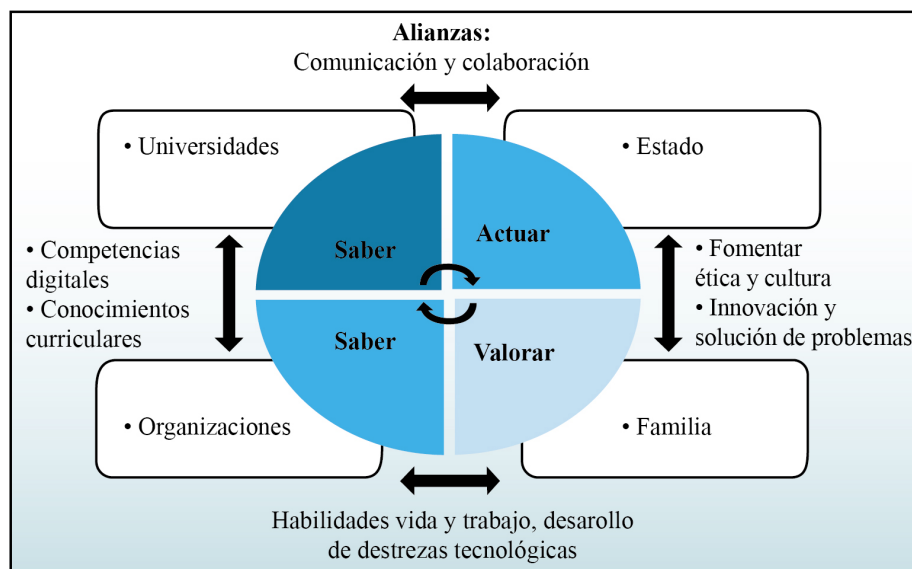 Alianzas:
Comunicación y colaboración
• Universidades
• Estado
Saber
Actuar
• Competencias
digitales
• Conocimientos
curriculares
• Fomentar
ética y cultura
• Innovación y
solución de problemas
Saber
Valorar
• Organizaciones
• Familia
Habilidades vida y trabajo, desarollo
de destrezas tecnológicas